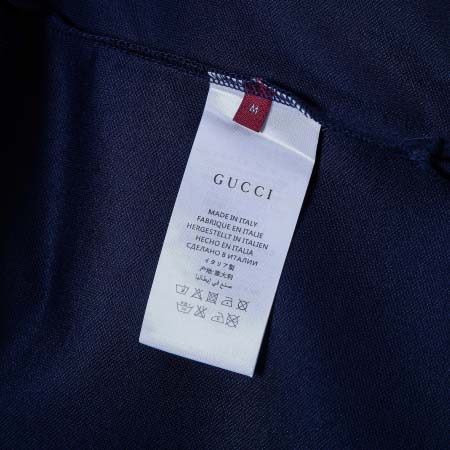 M
GUCCI
MADE IN ITALY
FABRIQUE EN ITALIE
HERGESTELLT IN ITALIEN
HECHO EN ITALIA
СДЕЛАНО В ИТАЛИИ
イタリア製
产地:意大利
صنع في إيطاليا